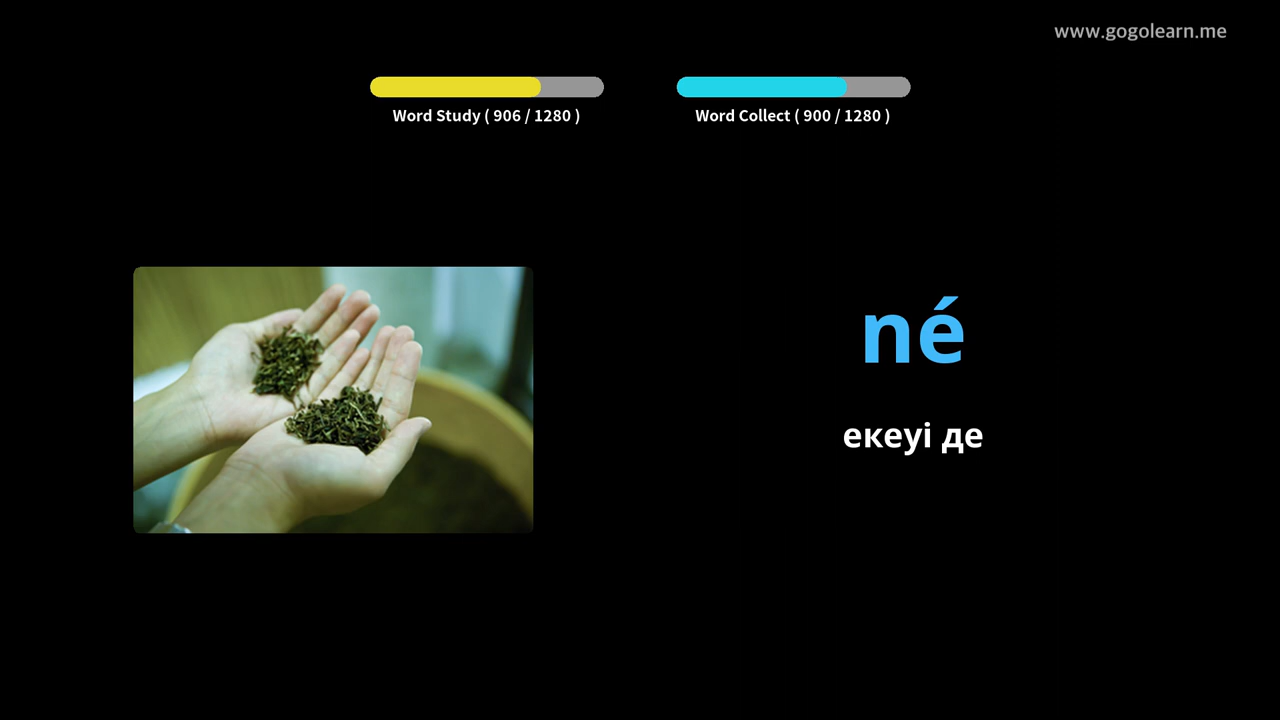 www.gogolearn.me
Word Study ( 906 / 1280 )
Word Collect ( 900 / 1280 )
né
екеуі де